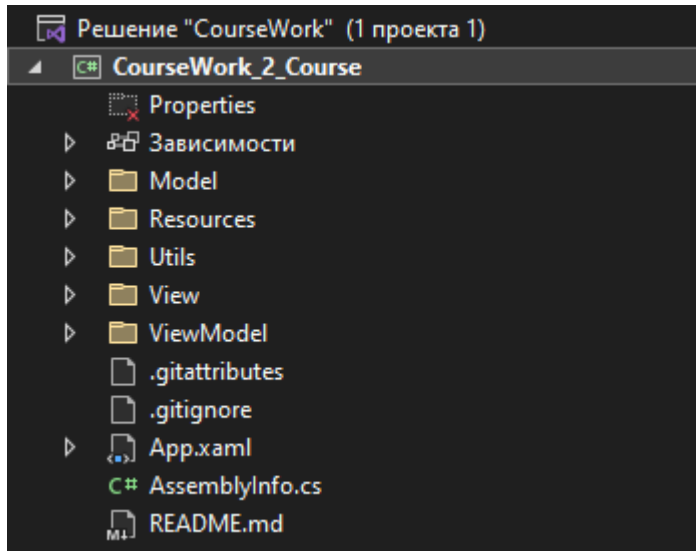 Решение "CourseWork" (1 проекта 1)
C# CourseWork_2_Course
Properties
Зависимости
Model
Resources
Utils
View
ViewModel
.gitattributes
.gitignore
App.xaml
C# AssemblyInfo.cs
M↓ README.md